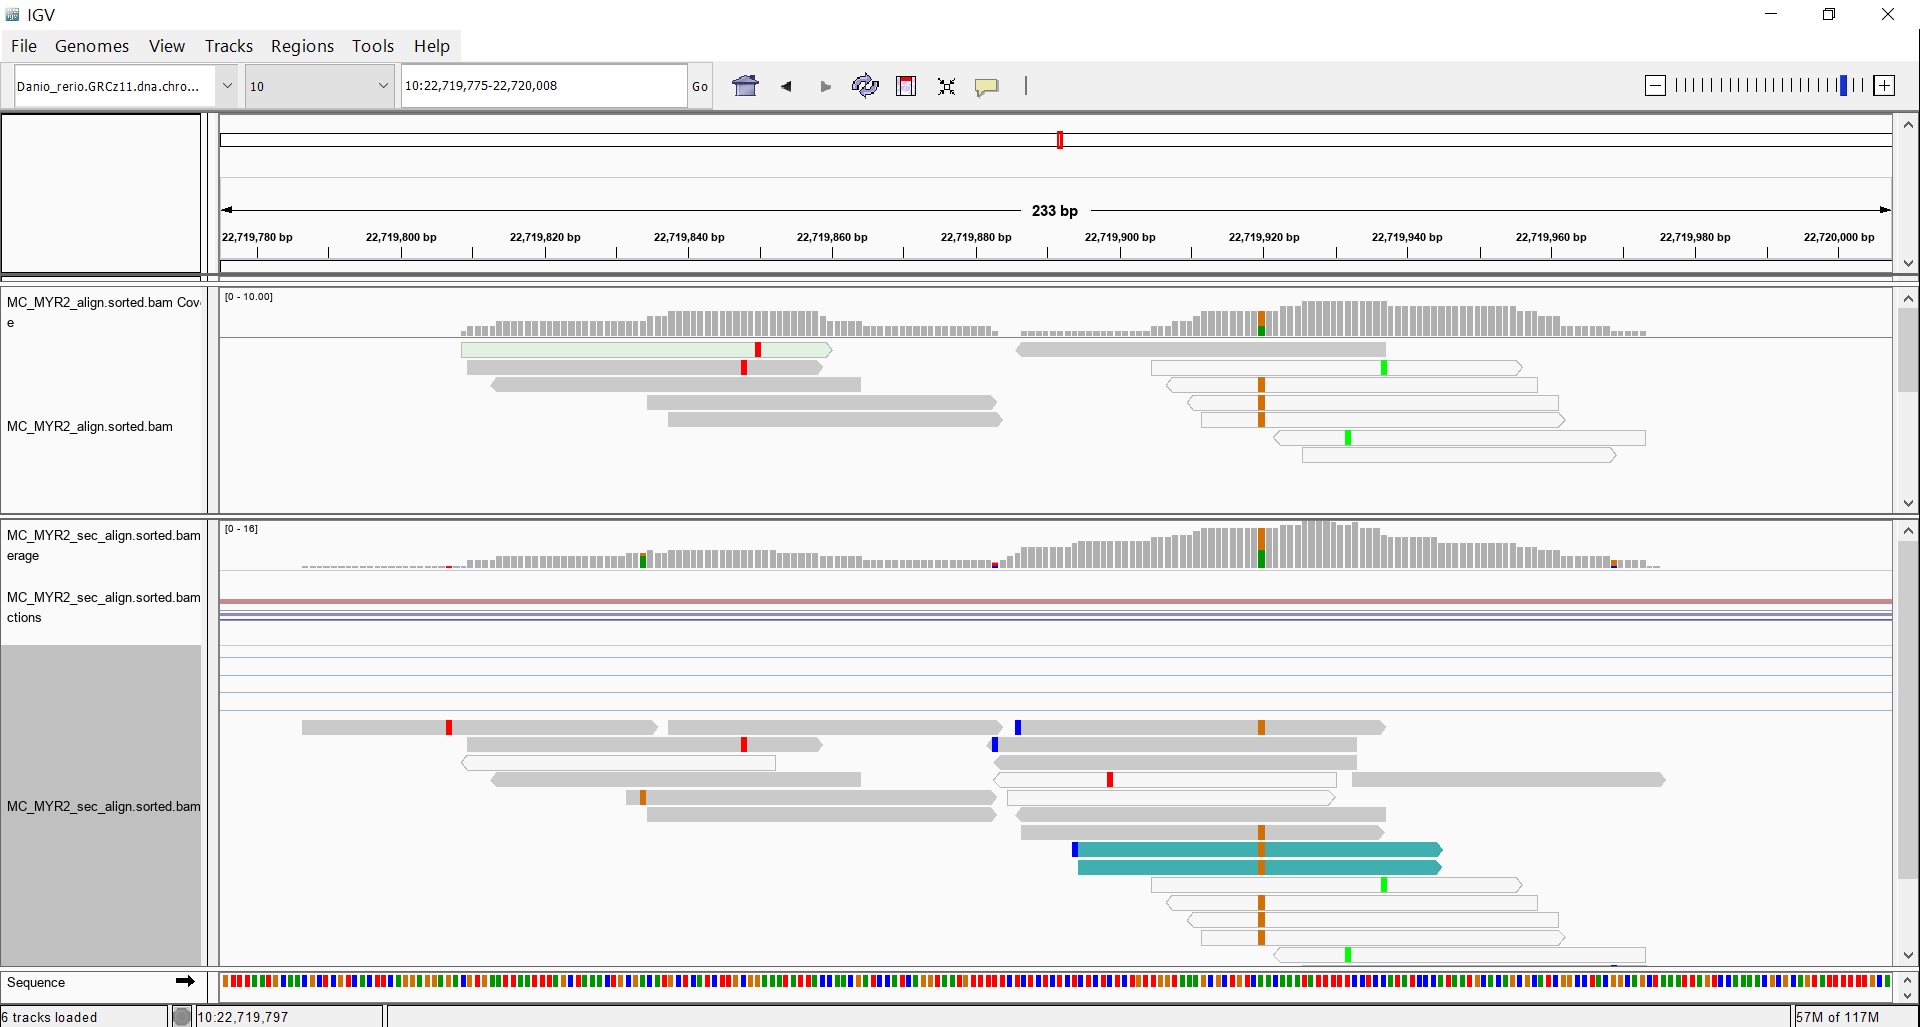 IGV
File Genomes View Tracks Regions Tools Help
Danio_rerio.GRCz11.dna.chro... 10 10:22,719,775-22,720,008 Go
233 bp
22,719,780 bp 22,719,800 bp 22,719,820 bp 22,719,840 bp 22,719,860 bp 22,719,880 bp 22,719,900 bp 22,719,920 bp 22,719,940 bp 22,719,960 bp 22,719,980 bp 22,720,000 bp
MC_MYR2_align.sorted.bam Cov
e
[0 - 10.00]
MC_MYR2_align.sorted.bam
MC_MYR2_sec_align.sorted.bam
erage
[0 - 16]
MC_MYR2_sec_align.sorted.bam
ctions
MC_MYR2_sec_align.sorted.bam
Sequence
6 tracks loaded 10:22,719,797 57M of 117M